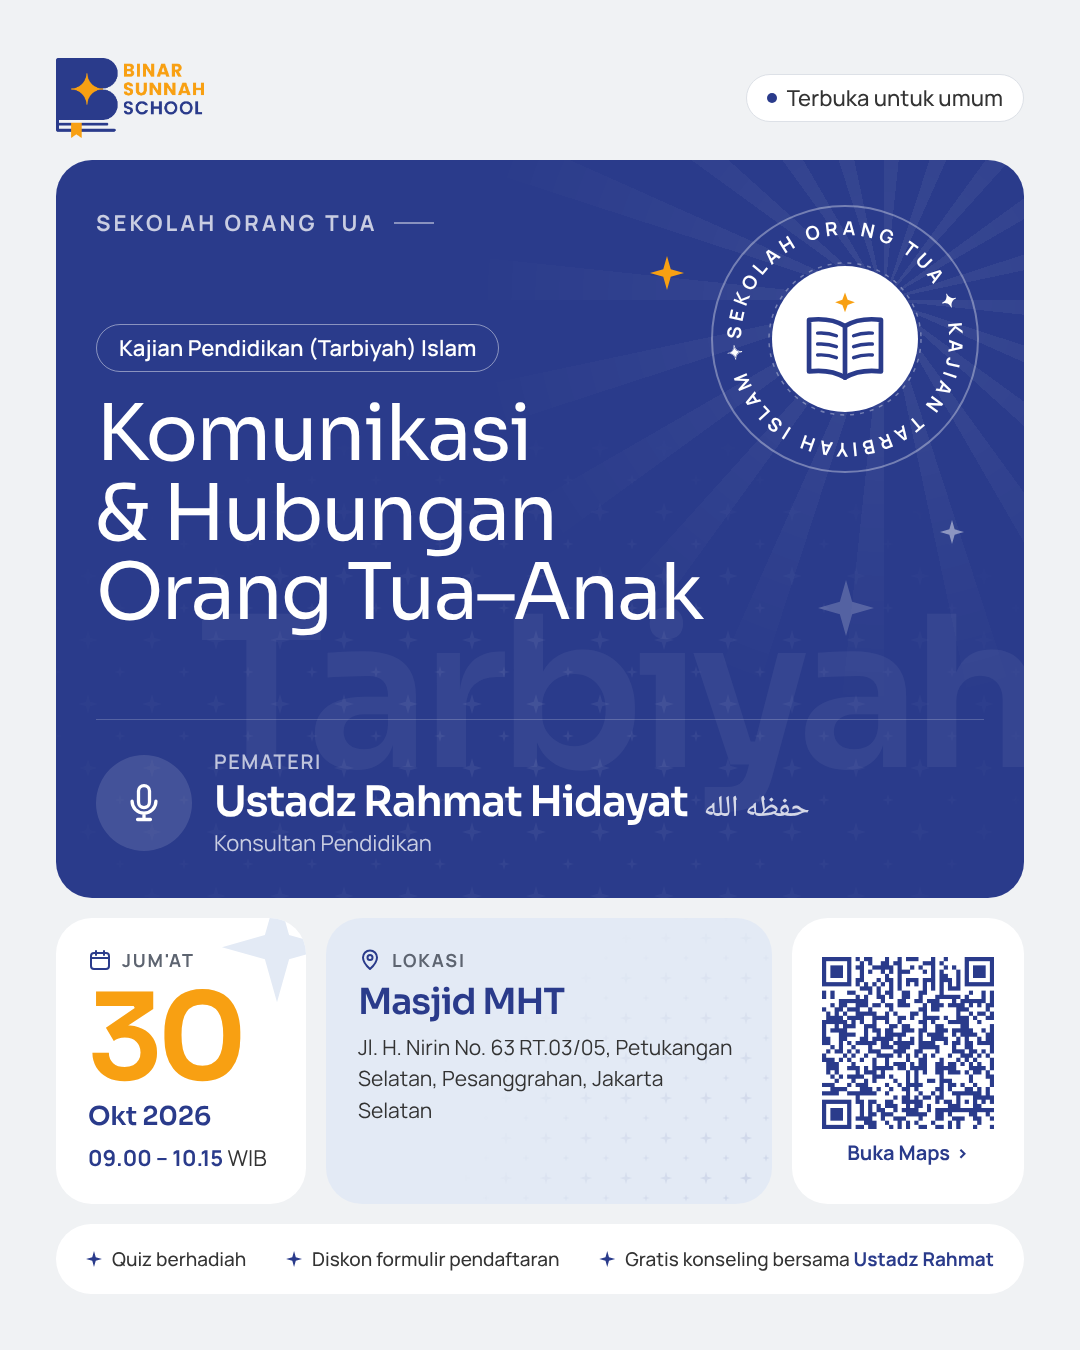 BINAR
SUNNAH
SCHOOL
Terbuka untuk umum
SEKOLAH ORANG TUA
SEKOLAH ORANG TUA ✦ KAJIAN TARBIYAH ISLAM ✦
Kajian Pendidikan (Tarbiyah) Islam
Komunikasi
& Hubungan
Orang Tua–Anak
Tarbiyah
PEMATERI
Ustadz Rahmat Hidayat حفظه الله
Konsultan Pendidikan
JUM'AT
30
Okt 2026
09.00 – 10.15 WIB
LOKASI
Masjid MHT
Jl. H. Nirin No. 63 RT.03/05, Petukangan
Selatan, Pesanggrahan, Jakarta
Selatan
Buka Maps ›
Quiz berhadiah
Diskon formulir pendaftaran
Gratis konseling bersama Ustadz Rahmat